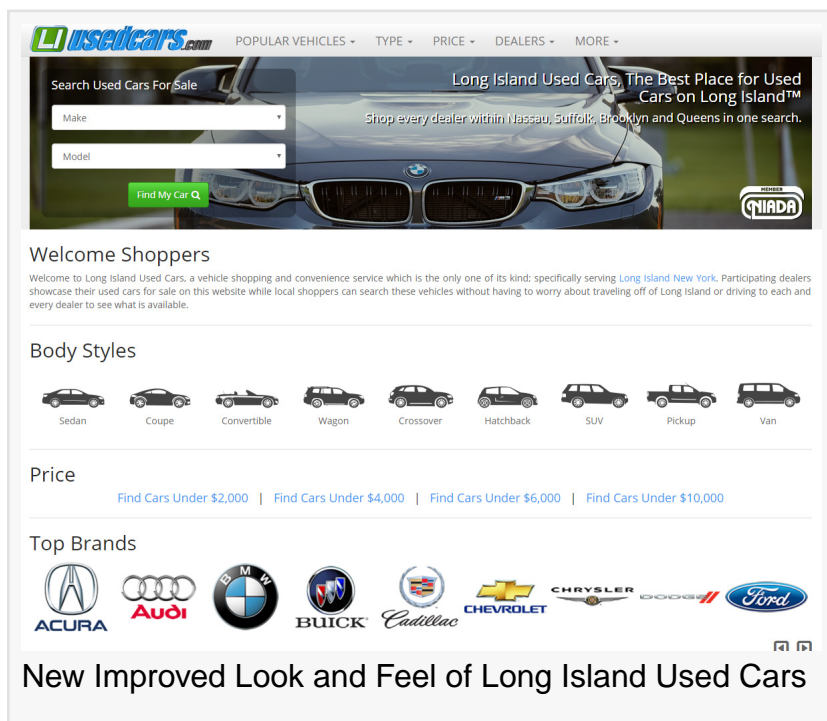 LI usedcars.com
POPULAR VEHICLES TYPE PRICE DEALERS MORE
Search Used Cars For Sale
Make
Model
Find My Car
Long Island Used Cars, The Best Place for Used
Cars on Long Island™
Shop every dealer within Nassau, Suffolk, Brooklyn and Queens in one search.
MEMBER
NIADA
Welcome Shoppers
Welcome to Long Island Used Cars, a vehicle shopping and convenience service which is the only one of its kind; specifically serving Long Island New York. Participating dealers
showcase their used cars for sale on this website while local shoppers can search these vehicles without having to worry about traveling off of Long Island or driving to each and
every dealer to see what is available.
Body Styles
Sedan Coupe Convertible Wagon Crossover Hatchback SUV Pickup Van
Price
Find Cars Under $2,000 | Find Cars Under $4,000 | Find Cars Under $6,000 | Find Cars Under $10,000
Top Brands
ACURA Audi BMW BUICK Cadillac CHEVROLET CHRYSLER DODGE Ford
New Improved Look and Feel of Long Island Used Cars